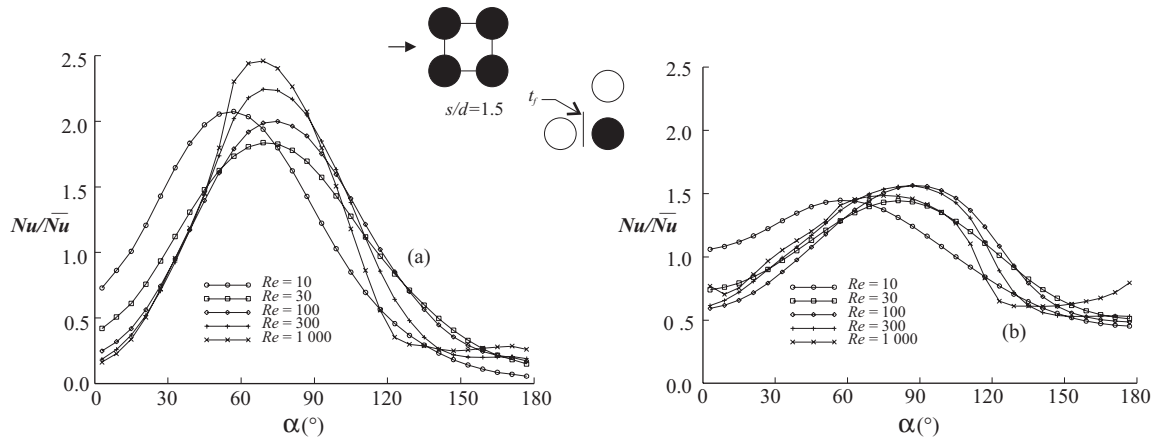 2.5
2.0
1.5
1.0
0.5
0.0
Nu/Nu
0 30 60 90 120 150 180
α(°)
(a)
Re = 10
Re = 30
Re = 100
Re = 300
Re = 1 000
s/d=1.5
t_f
2.5
2.0
1.5
1.0
0.5
0.0
Nu/N̅u̅
0 30 60 90 120 150 180
α(°)
(b)
Re = 10
Re = 30
Re = 100
Re = 300
Re = 1 000